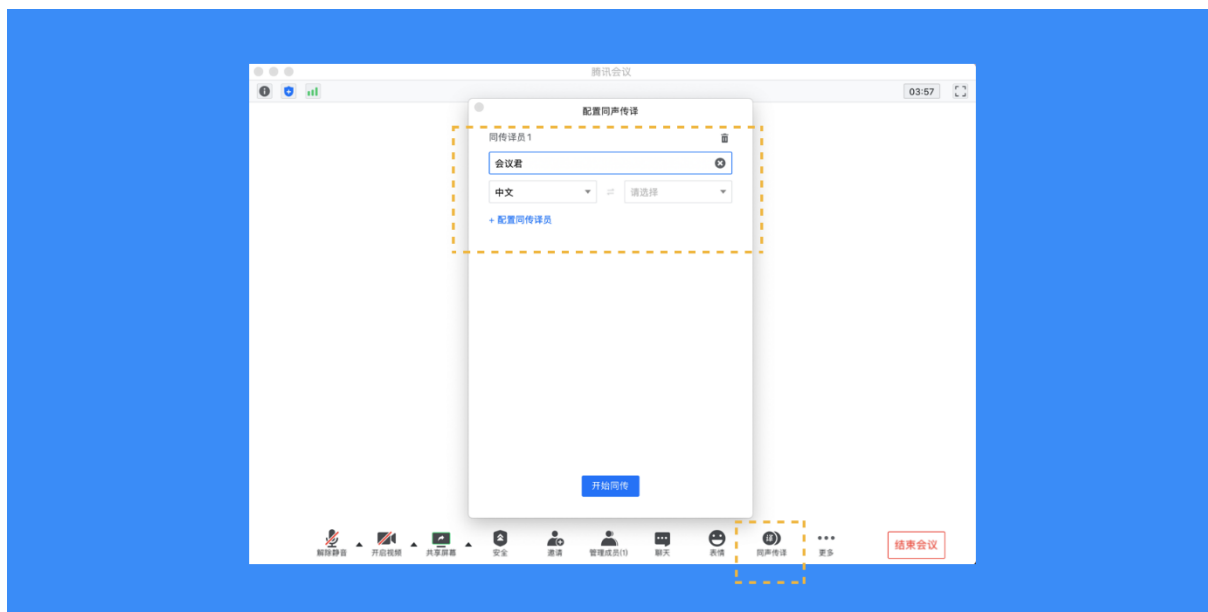 腾讯会议
03:57
配置同声传译
同传译员1
会议君
中文
请选择
+ 配置同传译员
开始同传
解除静音 开启视频 共享屏幕 安全 邀请 管理成员(1) 聊天 表情 同声传译 更多 结束会议